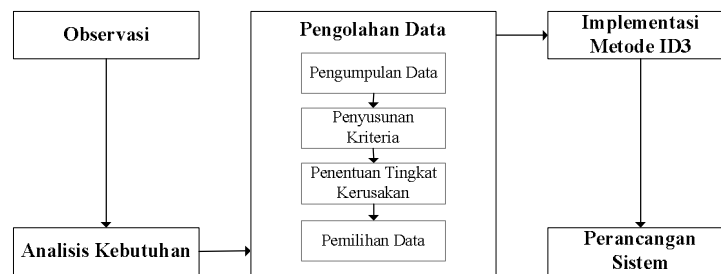 Observasi
Analisis Kebutuhan
Pengolahan Data
Pengumpulan Data
Penyusunan
Kriteria
Penentuan Tingkat
Kerusakan
Pemilihan Data
Implementasi
Metode ID3
Perancangan
Sistem